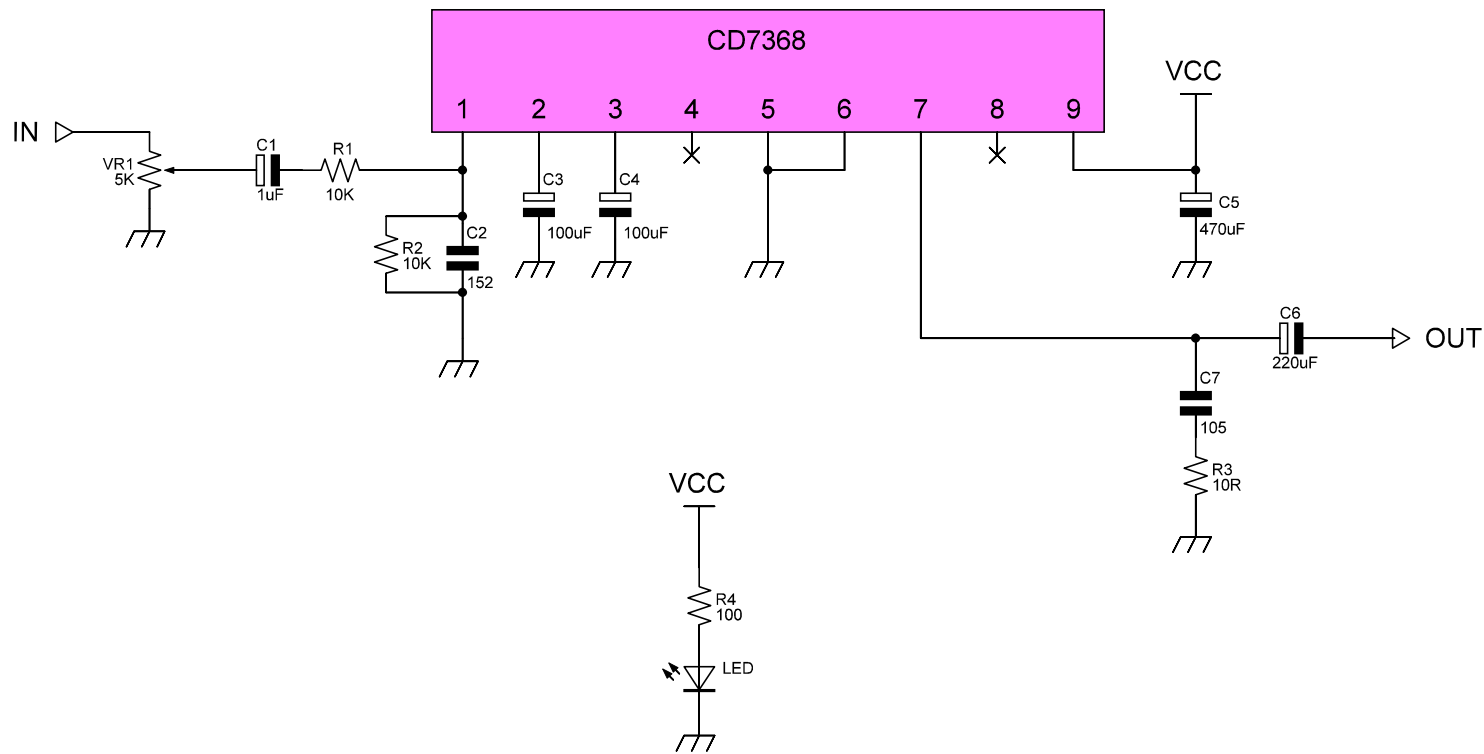 CD7368
1 2 3 4 5 6 7 8 9
VCC
IN
VR1
5K
C1
1uF
R1
10K
R2
10K
C2
152
C3
100uF
C4
100uF
C5
470uF
C6
220uF
OUT
C7
105
R3
10R
VCC
R4
100
LED